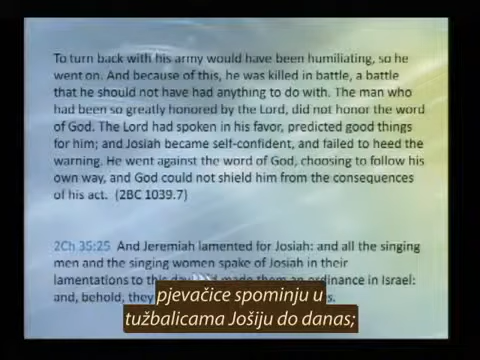 To turn back with his army would have been humiliating, so he
went on. And because of this, he was killed in battle, a battle
that he should not have had anything to do with. The man who
had been so greatly honored by the Lord, did not honor the word
of God. The Lord had spoken in his favor, predicted good things
for him; and Josiah became self-confident, and failed to heed the
warning. He went against the word of God, choosing to follow his
own way, and God could not shield him from the consequences
of his act. (2BC 1039.7)
2Ch 35:25 And Jeremiah lamented for Josiah: and all the singing
men and the singing women spake of Josiah in their
lamentations to this day made them an ordinance in Israel:
and, behold, they
pjevačice spominju u
tužbalicama Jošiju do danas;